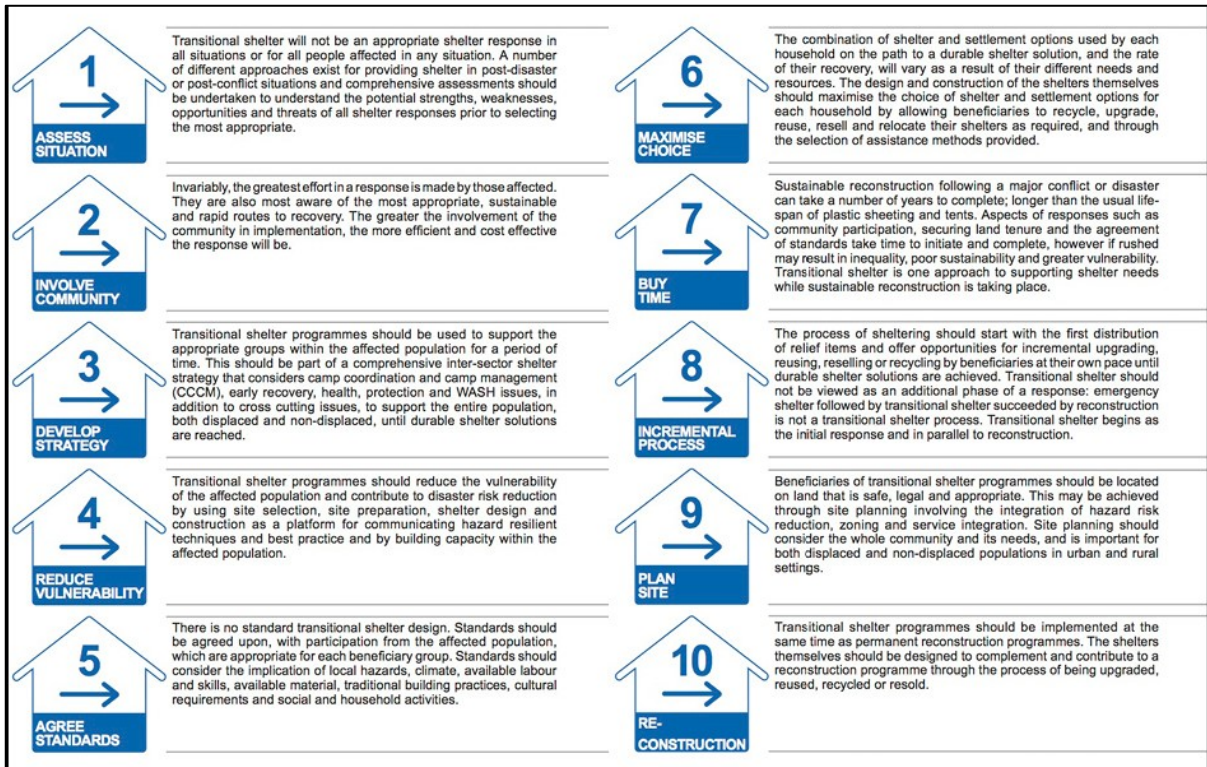 1
ASSESS
SITUATION
Transitional shelter will not be an appropriate shelter response in
all situations or for all people affected in any situation. A number
of different approaches exist for providing shelter in post-disaster
or post-conflict situations and comprehensive assessments should
be undertaken to understand the potential strengths, weaknesses,
opportunities and threats of all shelter responses prior to selecting
the most appropriate.
2
INVOLVE
COMMUNITY
Invariably, the greatest effort in a response is made by those affected.
They are also most aware of the most appropriate, sustainable
and rapid routes to recovery. The greater the involvement of the
community in implementation, the more efficient and cost effective
the response will be.
3
DEVELOP
STRATEGY
Transitional shelter programmes should be used to support the
appropriate groups within the affected population for a period of
time. This should be part of a comprehensive inter-sector shelter
strategy that considers camp coordination and camp management
(CCCM), early recovery, health, protection and WASH issues, in
addition to cross cutting issues, to support the entire population,
both displaced and non-displaced, until durable shelter solutions
are reached.
4
REDUCE
VULNERABILITY
Transitional shelter programmes should reduce the vulnerability
of the affected population and contribute to disaster risk reduction
by using site selection, site preparation, shelter design and
construction as a platform for communicating hazard resilient
techniques and best practice and by building capacity within the
affected population.
5
AGREE
STANDARDS
There is no standard transitional shelter design. Standards should
be agreed upon, with participation from the affected population,
which are appropriate for each beneficiary group. Standards should
consider the implication of local hazards, climate, available labour
and skills, available material, traditional building practices, cultural
requirements and social and household activities.
6
MAXIMISE
CHOICE
The combination of shelter and settlement options used by each
household on the path to a durable shelter solution, and the rate
of their recovery, will vary as a result of their different needs and
resources. The design and construction of the shelters themselves
should maximise the choice of shelter and settlement options for
each household by allowing beneficiaries to recycle, upgrade,
reuse, resell and relocate their shelters as required, and through
the selection of assistance methods provided.
7
BUY
TIME
Sustainable reconstruction following a major conflict or disaster
can take a number of years to complete; longer than the usual life-
span of plastic sheeting and tents. Aspects of responses such as
community participation, securing land tenure and the agreement
of standards take time to initiate and complete, however if rushed
may result in inequality, poor sustainability and greater vulnerability.
Transitional shelter is one approach to supporting shelter needs
while sustainable reconstruction is taking place.
8
INCREMENTAL
PROCESS
The process of sheltering should start with the first distribution
of relief items and offer opportunities for incremental upgrading,
reusing, reselling or recycling by beneficiaries at their own pace until
durable shelter solutions are achieved. Transitional shelter should
not be viewed as an additional phase of a response: emergency
shelter followed by transitional shelter succeeded by reconstruction
is not a transitional shelter process. Transitional shelter begins as
the initial response and in parallel to reconstruction.
9
PLAN
SITE
Beneficiaries of transitional shelter programmes should be located
on land that is safe, legal and appropriate. This may be achieved
through site planning involving the integration of hazard risk
reduction, zoning and service integration. Site planning should
consider the whole community and its needs, and is important for
both displaced and non-displaced populations in urban and rural
settings.
10
RE-
CONSTRUCTION
Transitional shelter programmes should be implemented at the
same time as permanent reconstruction programmes. The shelters
themselves should be designed to complement and contribute to a
reconstruction programme through the process of being upgraded,
reused, recycled or resold.